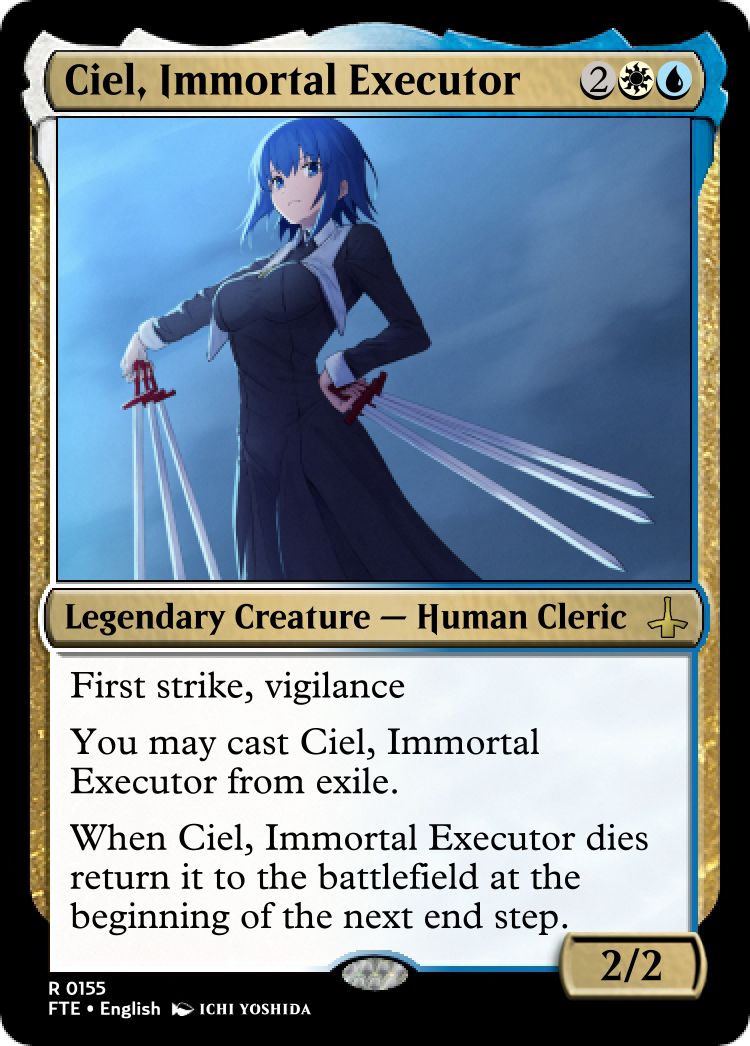 Ciel, Immortal Executor 2
Legendary Creature — Human Cleric
First strike, vigilance
You may cast Ciel, Immortal
Executor from exile.
When Ciel, Immortal Executor dies
return it to the battlefield at the
beginning of the next end step.
2/2
R 0155
FTE • English ICHI YOSHIDA